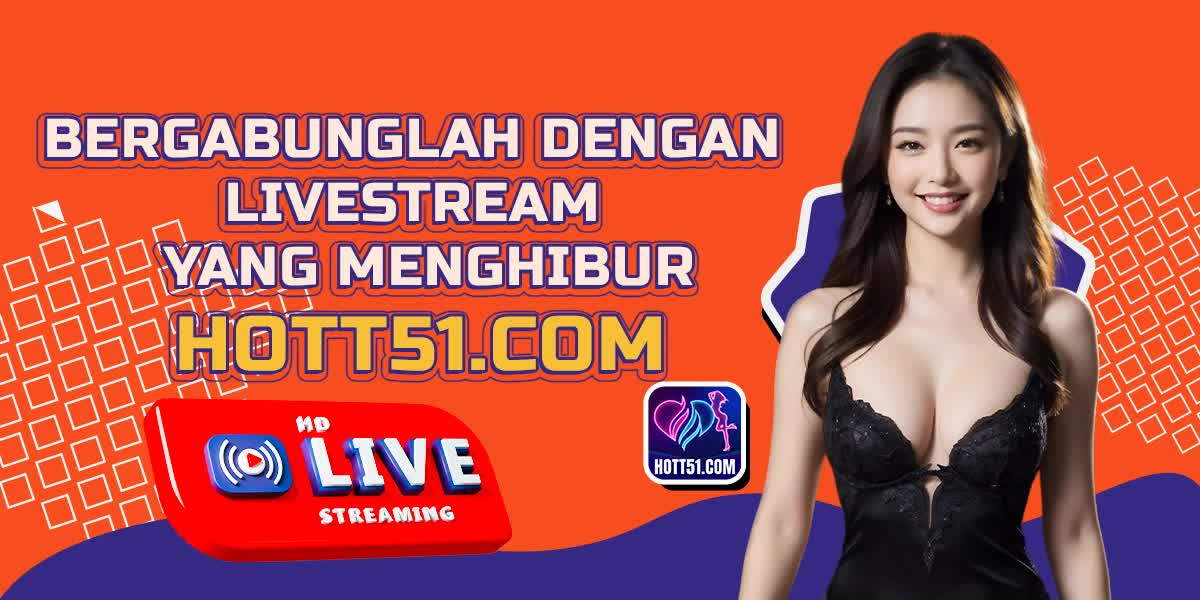 BERGABUNGLAH DENGAN
LIVESTREAM
YANG MENGHIBUR
HOTT51.COM
HD
LIVE
STREAMING
HOTT51.COM